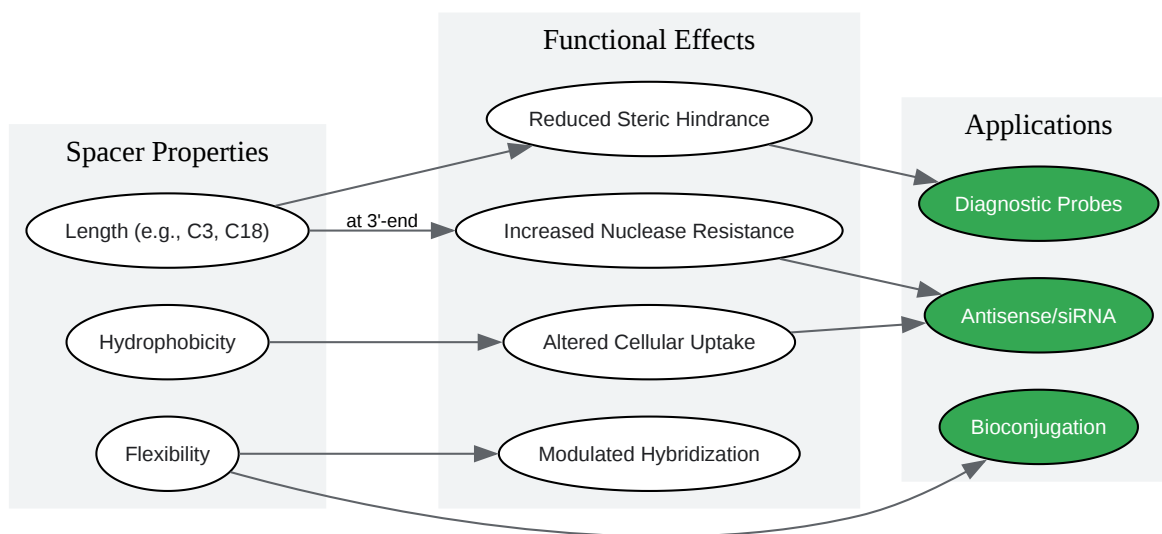 Spacer Properties
Length (e.g., C3, C18)
Hydrophobicity
Flexibility
at 3'-end
Functional Effects
Reduced Steric Hindrance
Increased Nuclease Resistance
Altered Cellular Uptake
Modulated Hybridization
Applications
Diagnostic Probes
Antisense/siRNA
Bioconjugation